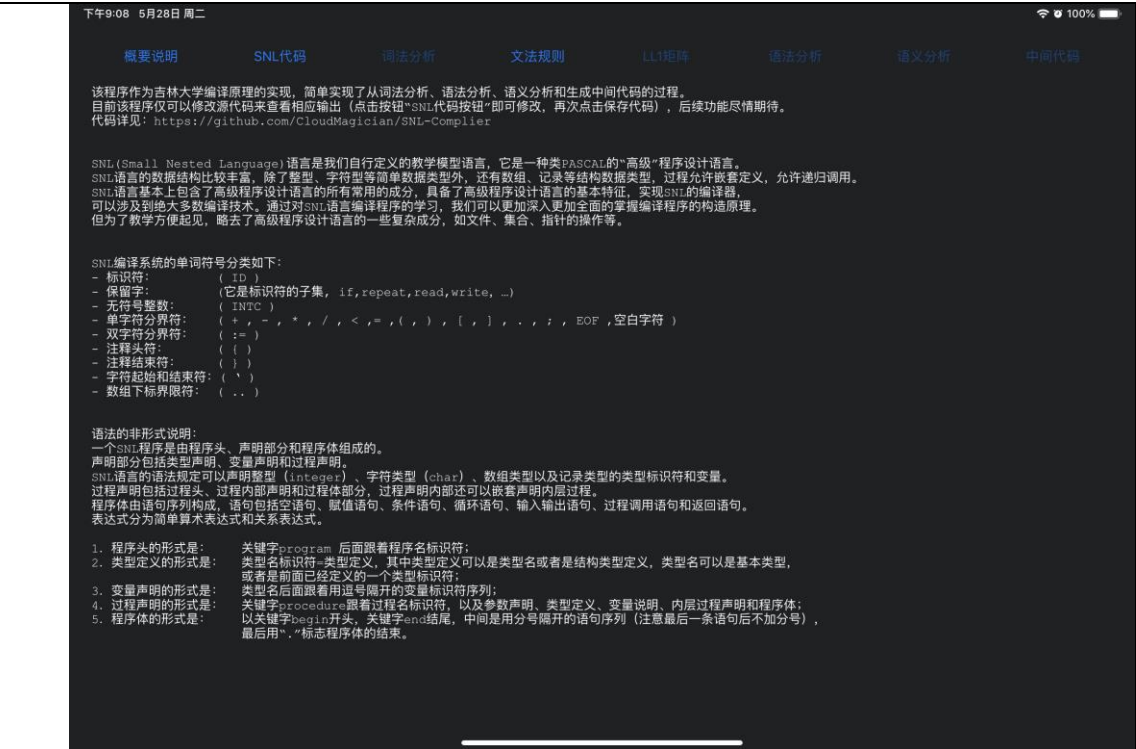 下午9:08 5月28日 周二
100%
概要说明 SNL代码 词法分析 文法规则 LL1矩阵 语法分析 语义分析 中间代码
该程序作为吉林大学编译原理的实现，简单实现了从词法分析、语法分析、语义分析和生成中间代码的过程。
目前该程序仅可以修改源代码来查看相应输出（点击按钮“SNL代码按钮”即可修改，再次点击保存代码），后续功能尽情期待。
代码详见：https://github.com/CloudMagician/SNL-Complier
SNL(Small Nested Language)语言是我们自行定义的教学模型语言，它是一种类PASCAL的“高级”程序设计语言。
SNL语言的数据结构比较丰富，除了整型、字符型等简单数据类型外，还有数组、记录等结构数据类型，过程允许嵌套定义，允许递归调用。
SNL语言基本上包含了高级程序设计语言的所有常用的成分，具备了高级程序设计语言的基本特征，实现SNL的编译器，
可以涉及到绝大多数编译技术。通过对SNL语言编译程序的学习，我们可以更加深入更加全面的掌握编译程序的构造原理。
但为了教学方便起见，略去了高级程序设计语言的一些复杂成分，如文件、集合、指针的操作等。
SNL编译系统的单词符号分类如下：
- 标识符： ( ID )
- 保留字： (它是标识符的子集, if,repeat,read,write, …)
- 无符号整数： ( INTC )
- 单字符分界符： ( + , - , * , / , < ,= ,( , ) , [ , ] , . , ; , EOF ,空白字符 )
- 双字符分界符： ( := )
- 注释头符： ( { )
- 注释结束符： ( } )
- 字符起始和结束符： ( ‵ )
- 数组下标界限符： ( .. )
语法的非形式说明：
一个SNL程序是由程序头、声明部分和程序体组成的。
声明部分包括类型声明、变量声明和过程声明。
SNL语言的语法规定可以声明整型（integer）、字符类型（char）、数组类型以及记录类型的类型标识符和变量。
过程声明包括过程头、过程内部声明和过程体部分，过程声明内部还可以嵌套声明内层过程。
程序体由语句序列构成，语句包括空语句、赋值语句、条件语句、循环语句、输入输出语句、过程调用语句和返回语句。
表达式分为简单算术表达式和关系表达式。
1. 程序头的形式是： 关键字program 后面跟着程序名标识符；
2. 类型定义的形式是： 类型名标识符=类型定义，其中类型定义可以是类型名或者是结构类型定义，类型名可以是基本类型，
或者是前面已经定义的一个类型标识符；
3. 变量声明的形式是： 类型名后面跟着用逗号隔开的变量标识符序列；
4. 过程声明的形式是： 关键字procedure跟着过程名标识符，以及参数声明、类型定义、变量说明、内层过程声明和程序体；
5. 程序体的形式是： 以关键字begin开头，关键字end结尾，中间是用分号隔开的语句序列（注意最后一条语句后不加分号），
最后用“.”标志程序体的结束。